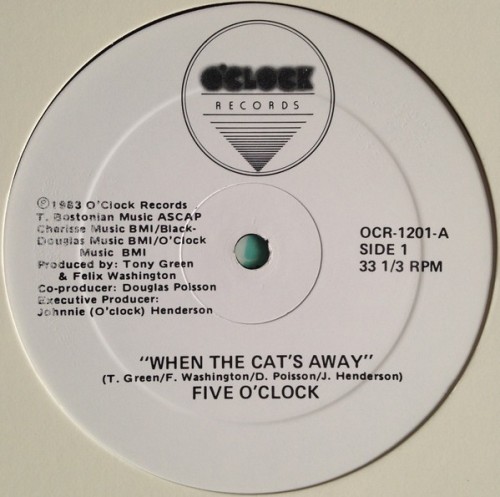 O'CLOCK
RECORDS
Ⓟ1983 O'Clock Records
T. Bostonian Music ASCAP
Cherisse Music BMI/Black-
Douglas Music BMI/O'Clock
Music BMI
Produced by: Tony Green
& Felix Washington
Co-producer: Douglas Poisson
Executive Producer:
Johnnie (O'clock) Henderson
OCR-1201-A
SIDE 1
33 1/3 RPM
"WHEN THE CAT'S AWAY"
(T. Green/F. Washington/D. Poisson/J. Henderson)
FIVE O'CLOCK